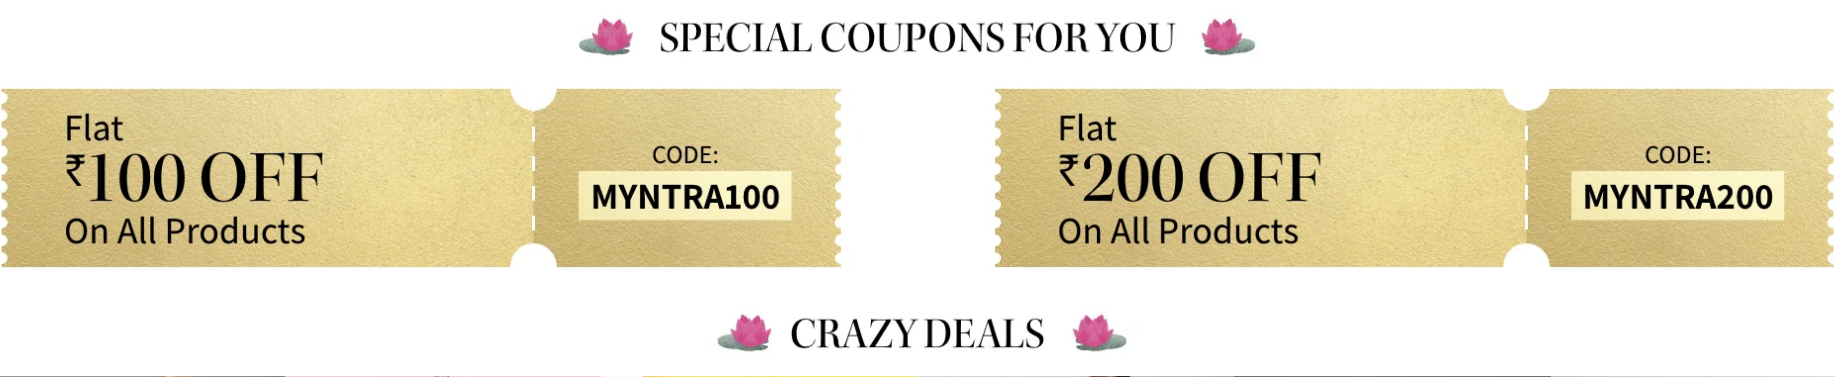 SPECIAL COUPONS FOR YOU
Flat
₹100 OFF
On All Products
CODE:
MYNTRA100
Flat
₹200 OFF
On All Products
CODE:
MYNTRA200
CRAZY DEALS